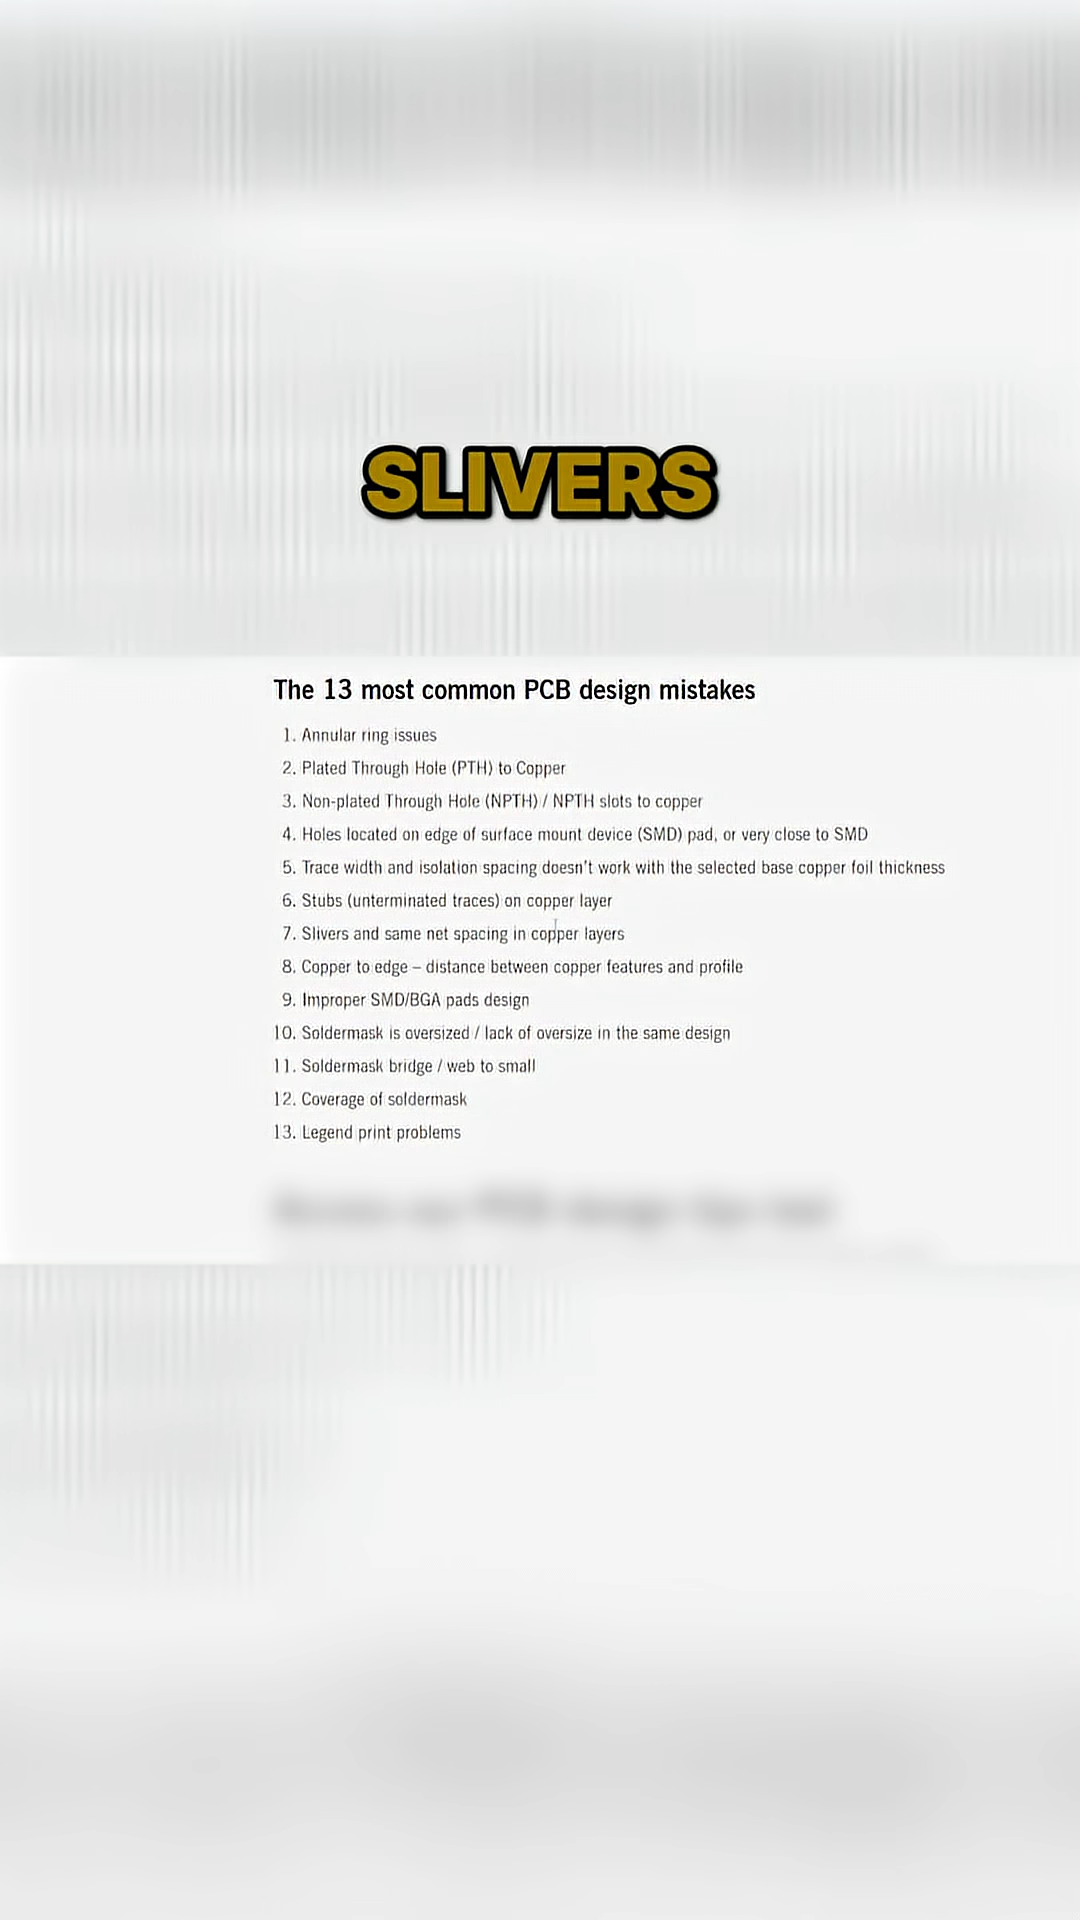 SLIVERS
The 13 most common PCB design mistakes
1. Annular ring issues
2. Plated Through Hole (PTH) to Copper
3. Non-plated Through Hole (NPTH) / NPTH slots to copper
4. Holes located on edge of surface mount device (SMD) pad, or very close to SMD
5. Trace width and isolation spacing doesn't work with the selected base copper foil thickness
6. Stubs (unterminated traces) on copper layer
7. Slivers and same net spacing in copper layers
8. Copper to edge – distance between copper features and profile
9. Improper SMD/BGA pads design
10. Soldermask is oversized / lack of oversize in the same design
11. Soldermask bridge / web to small
12. Coverage of soldermask
13. Legend print problems